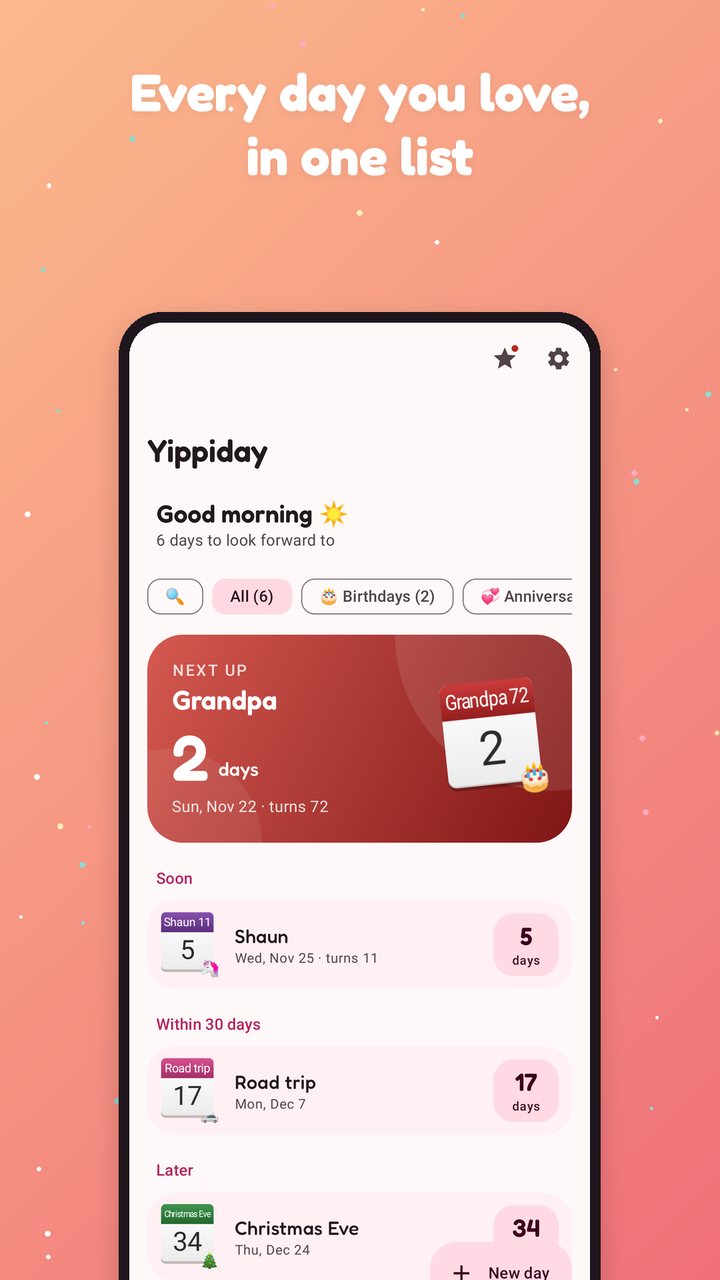 Every day you love,
in one list
Yippiday
Good morning ☀️
6 days to look forward to
🔍 All (6) 🎂 Birthdays (2) 💞 Anniversa
NEXT UP
Grandpa
2 days
Sun, Nov 22 · turns 72
Grandpa 72
2
Soon
Shaun 11
5
Shaun
Wed, Nov 25 · turns 11
5
days
Within 30 days
Road trip
17
Road trip
Mon, Dec 7
17
days
Later
Christmas Eve
34
Christmas Eve
Thu, Dec 24
34
+ New day